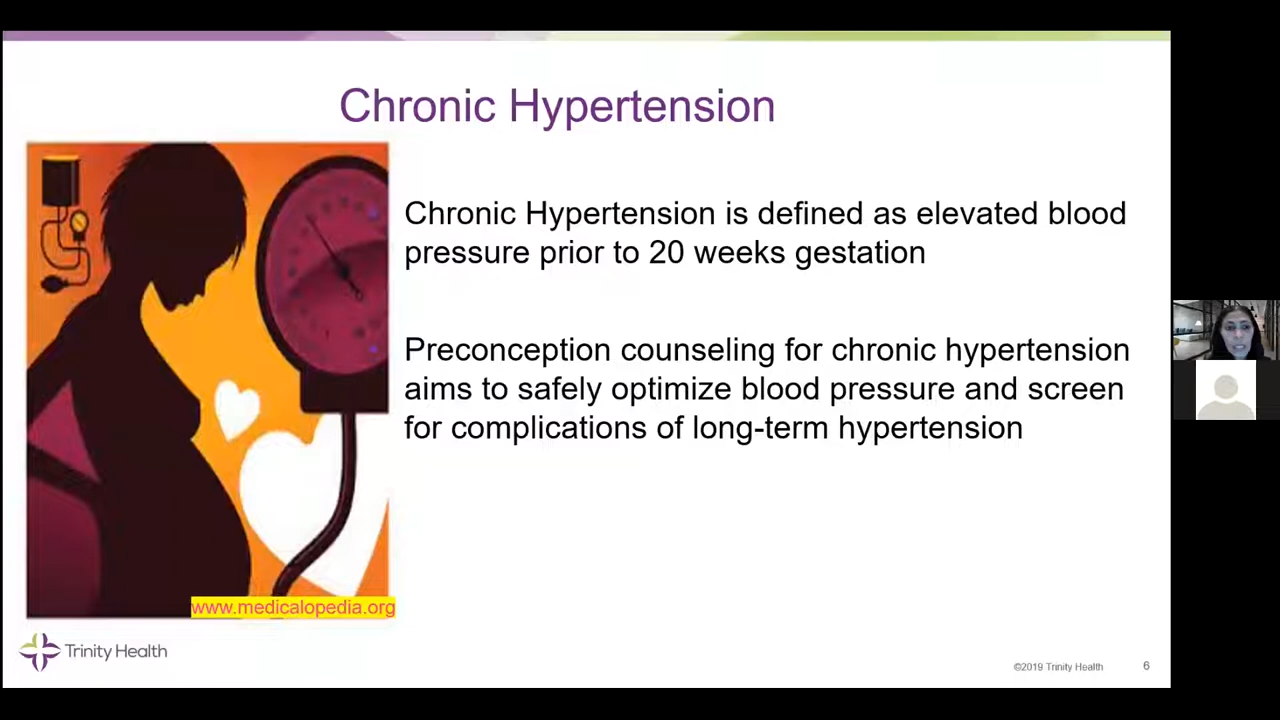 Chronic Hypertension
Chronic Hypertension is defined as elevated blood
pressure prior to 20 weeks gestation
Preconception counseling for chronic hypertension
aims to safely optimize blood pressure and screen
for complications of long-term hypertension
www.medicalopedia.org
Trinity Health
©2019 Trinity Health
6